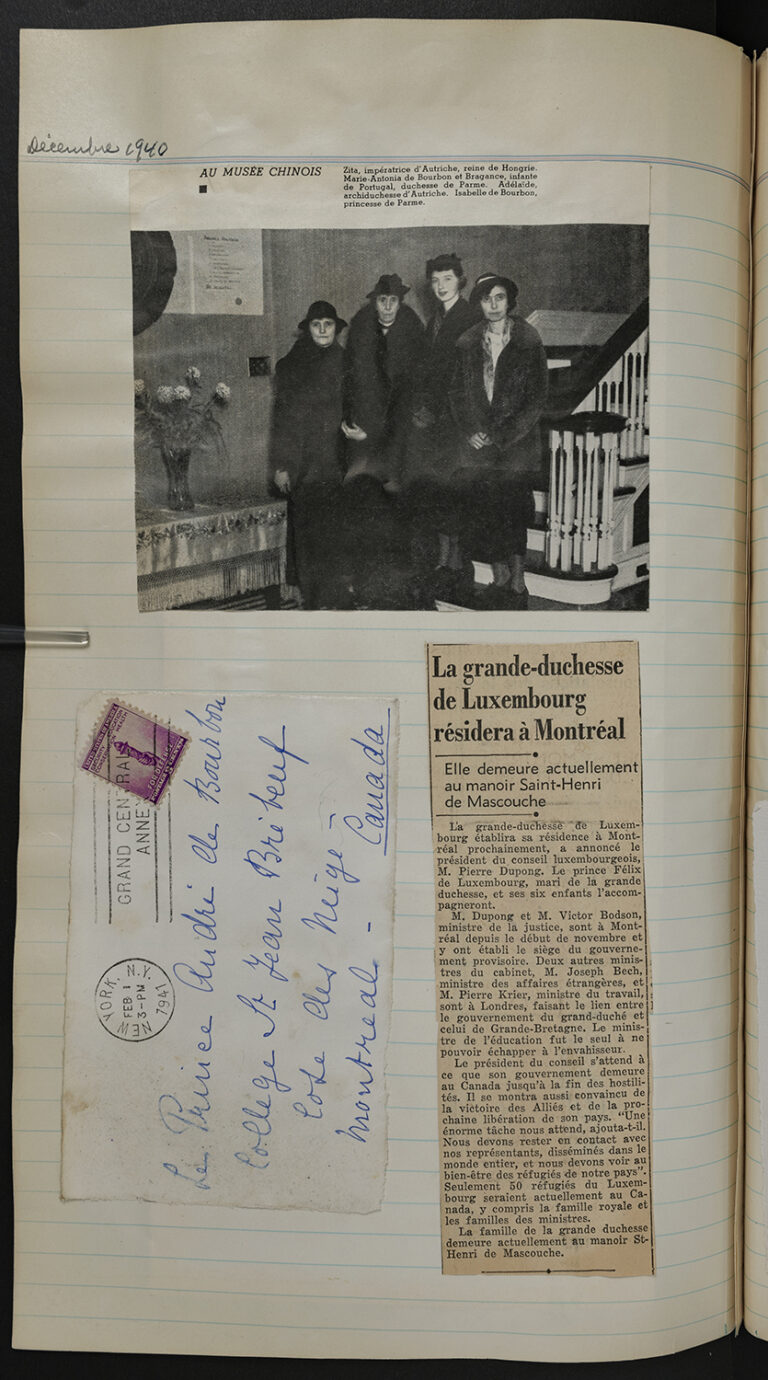 Décembre 1940
AU MUSÉE CHINOIS
Zita, impératrice d'Autriche, reine de Hongrie.
Marie-Antonia de Bourbon et Bragance, infante
de Portugal, duchesse de Parme. Adélaïde,
archiduchesse d'Autriche. Isabelle de Bourbon,
princesse de Parme.
GRAND CENTRAL
ANNEX
NEW YORK, N.Y.
FEB 1
3-PM
1941
Le Prince André de Bourbon
College St Jean Brébeuf
Cote des Neige -
Montreal - Canada
La grande-duchesse
de Luxembourg
résidera à Montréal
Elle demeure actuellement
au manoir Saint-Henri
de Mascouche
La grande-duchesse de Luxem-
bourg établira sa résidence à Mont-
réal prochainement, a annoncé le
président du conseil luxembourgeois,
M. Pierre Dupong. Le prince Félix
de Luxembourg, mari de la grande
duchesse, et ses six enfants l'accom-
pagneront.
M. Dupong et M. Victor Bodson,
ministre de la justice, sont à Mont-
réal depuis le début de novembre et
y ont établi le siège du gouverne-
ment provisoire. Deux autres minis-
tres du cabinet, M. Joseph Bech,
ministre des affaires étrangères, et
M. Pierre Krier, ministre du travail,
sont à Londres, faisant le lien entre
le gouvernement du grand-duché et
celui de Grande-Bretagne. Le minis-
tre de l'éducation fut le seul à ne
pouvoir échapper à l'envahisseur.
Le président du conseil s'attend à
ce que son gouvernement demeure
au Canada jusqu'à la fin des hostili-
tés. Il se montra aussi convaincu de
la victoire des Alliés et de la pro-
chaine libération de son pays. "Une
énorme tâche nous attend, ajouta-t-il.
Nous devons rester en contact avec
nos représentants, disséminés dans le
monde entier, et nous devons voir au
bien-être des réfugiés de notre pays".
Seulement 50 réfugiés du Luxem-
bourg seraient actuellement au Ca-
nada, y compris la famille royale et
les familles des ministres.
La famille de la grande duchesse
demeure actuellement au manoir St-
Henri de Mascouche.